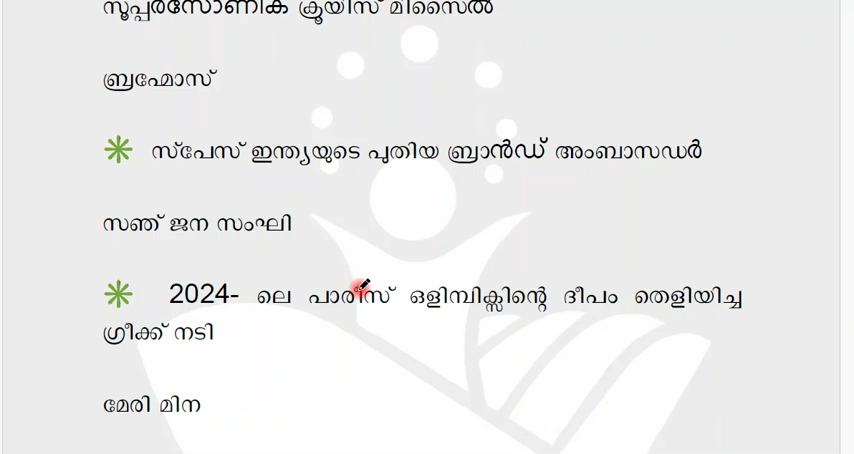 സൂപ്പർസോണിക് ക്രൂയിസ് മിസൈൽ
ബ്രഹ്മോസ്
✳ സ്പേസ് ഇന്ത്യയുടെ പുതിയ ബ്രാൻഡ് അംബാസഡർ
സഞ് ജന സംഘി
✳ 2024- ലെ പാരീസ് ഒളിമ്പിക്സിന്റെ ദീപം തെളിയിച്ച
ഗ്രീക്ക് നടി
മേരി മിന